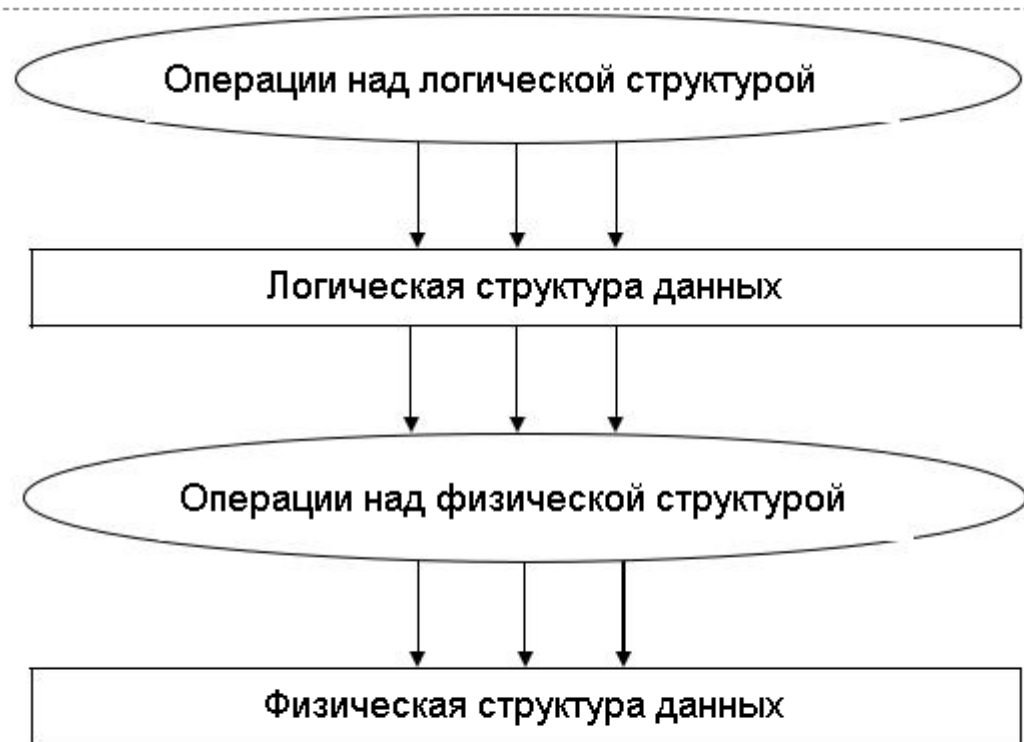 Операции над логической структурой
Логическая структура данных
Операции над физической структурой
Физическая структура данных